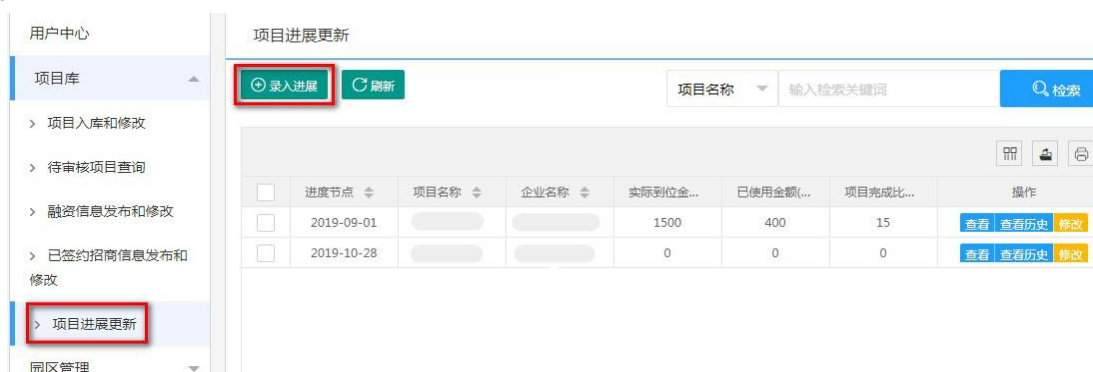 用户中心
项目库
> 项目入库和修改
> 待审核项目查询
> 融资信息发布和修改
> 已签约招商信息发布和
修改
> 项目进展更新
园区管理
项目进展更新
录入进展 刷新 项目名称 输入检索关键词 检索
进度节点 项目名称 企业名称 实际到位金... 已使用金额(... 项目完成比... 操作
2019-09-01 1500 400 15 查看 查看历史 修改
2019-10-28 0 0 0 查看 查看历史 修改